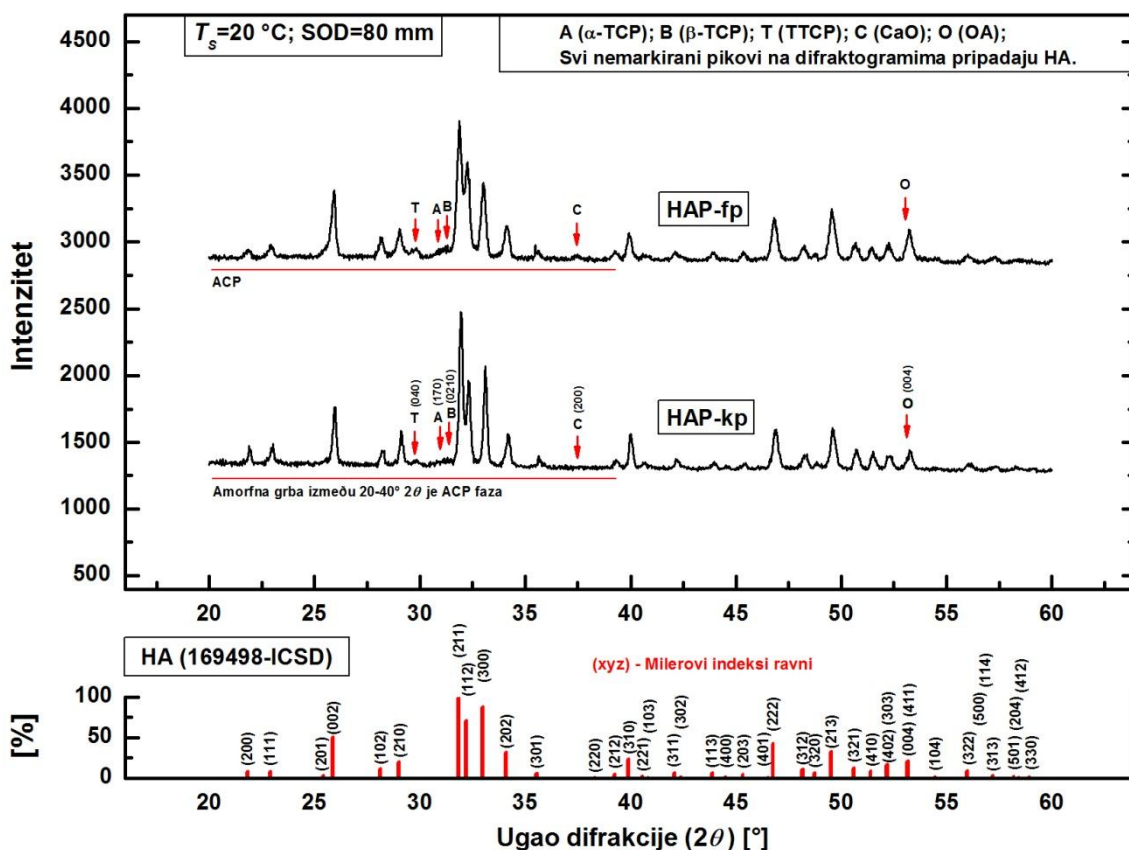 T_s=20 °C; SOD=80 mm
A (α-TCP); B (β-TCP); T (TTCP); C (CaO); O (OA);
Svi nemarkirani pikovi na difraktogramima pripadaju HA.
Intenzitet
4500
4000
3500
3000
2500
2000
1500
1000
500
T
A
B
C
O
HAP-fp
ACP
T (040)
A (170)
B (0210)
C (200)
O (004)
HAP-kp
Amorfna grba između 20-40° 2θ je ACP faza
20 25 30 35 40 45 50 55 60
HA (169498-ICSD)
(xyz) - Milerovi indeksi ravni
[%]
100
50
0
(200)
(111)
(201)
(002)
(102)
(210)
(211)
(112)
(300)
(202)
(301)
(220)
(212)
(310)
(221)
(103)
(311)
(302)
(113)
(400)
(203)
(401)
(222)
(312)
(320)
(213)
(321)
(410)
(402) (303)
(004) (411)
(104)
(322)
(500)
(114)
(313)
(501)
(204)
(412)
(330)
20 25 30 35 40 45 50 55 60
Ugao difrakcije (2θ) [°]